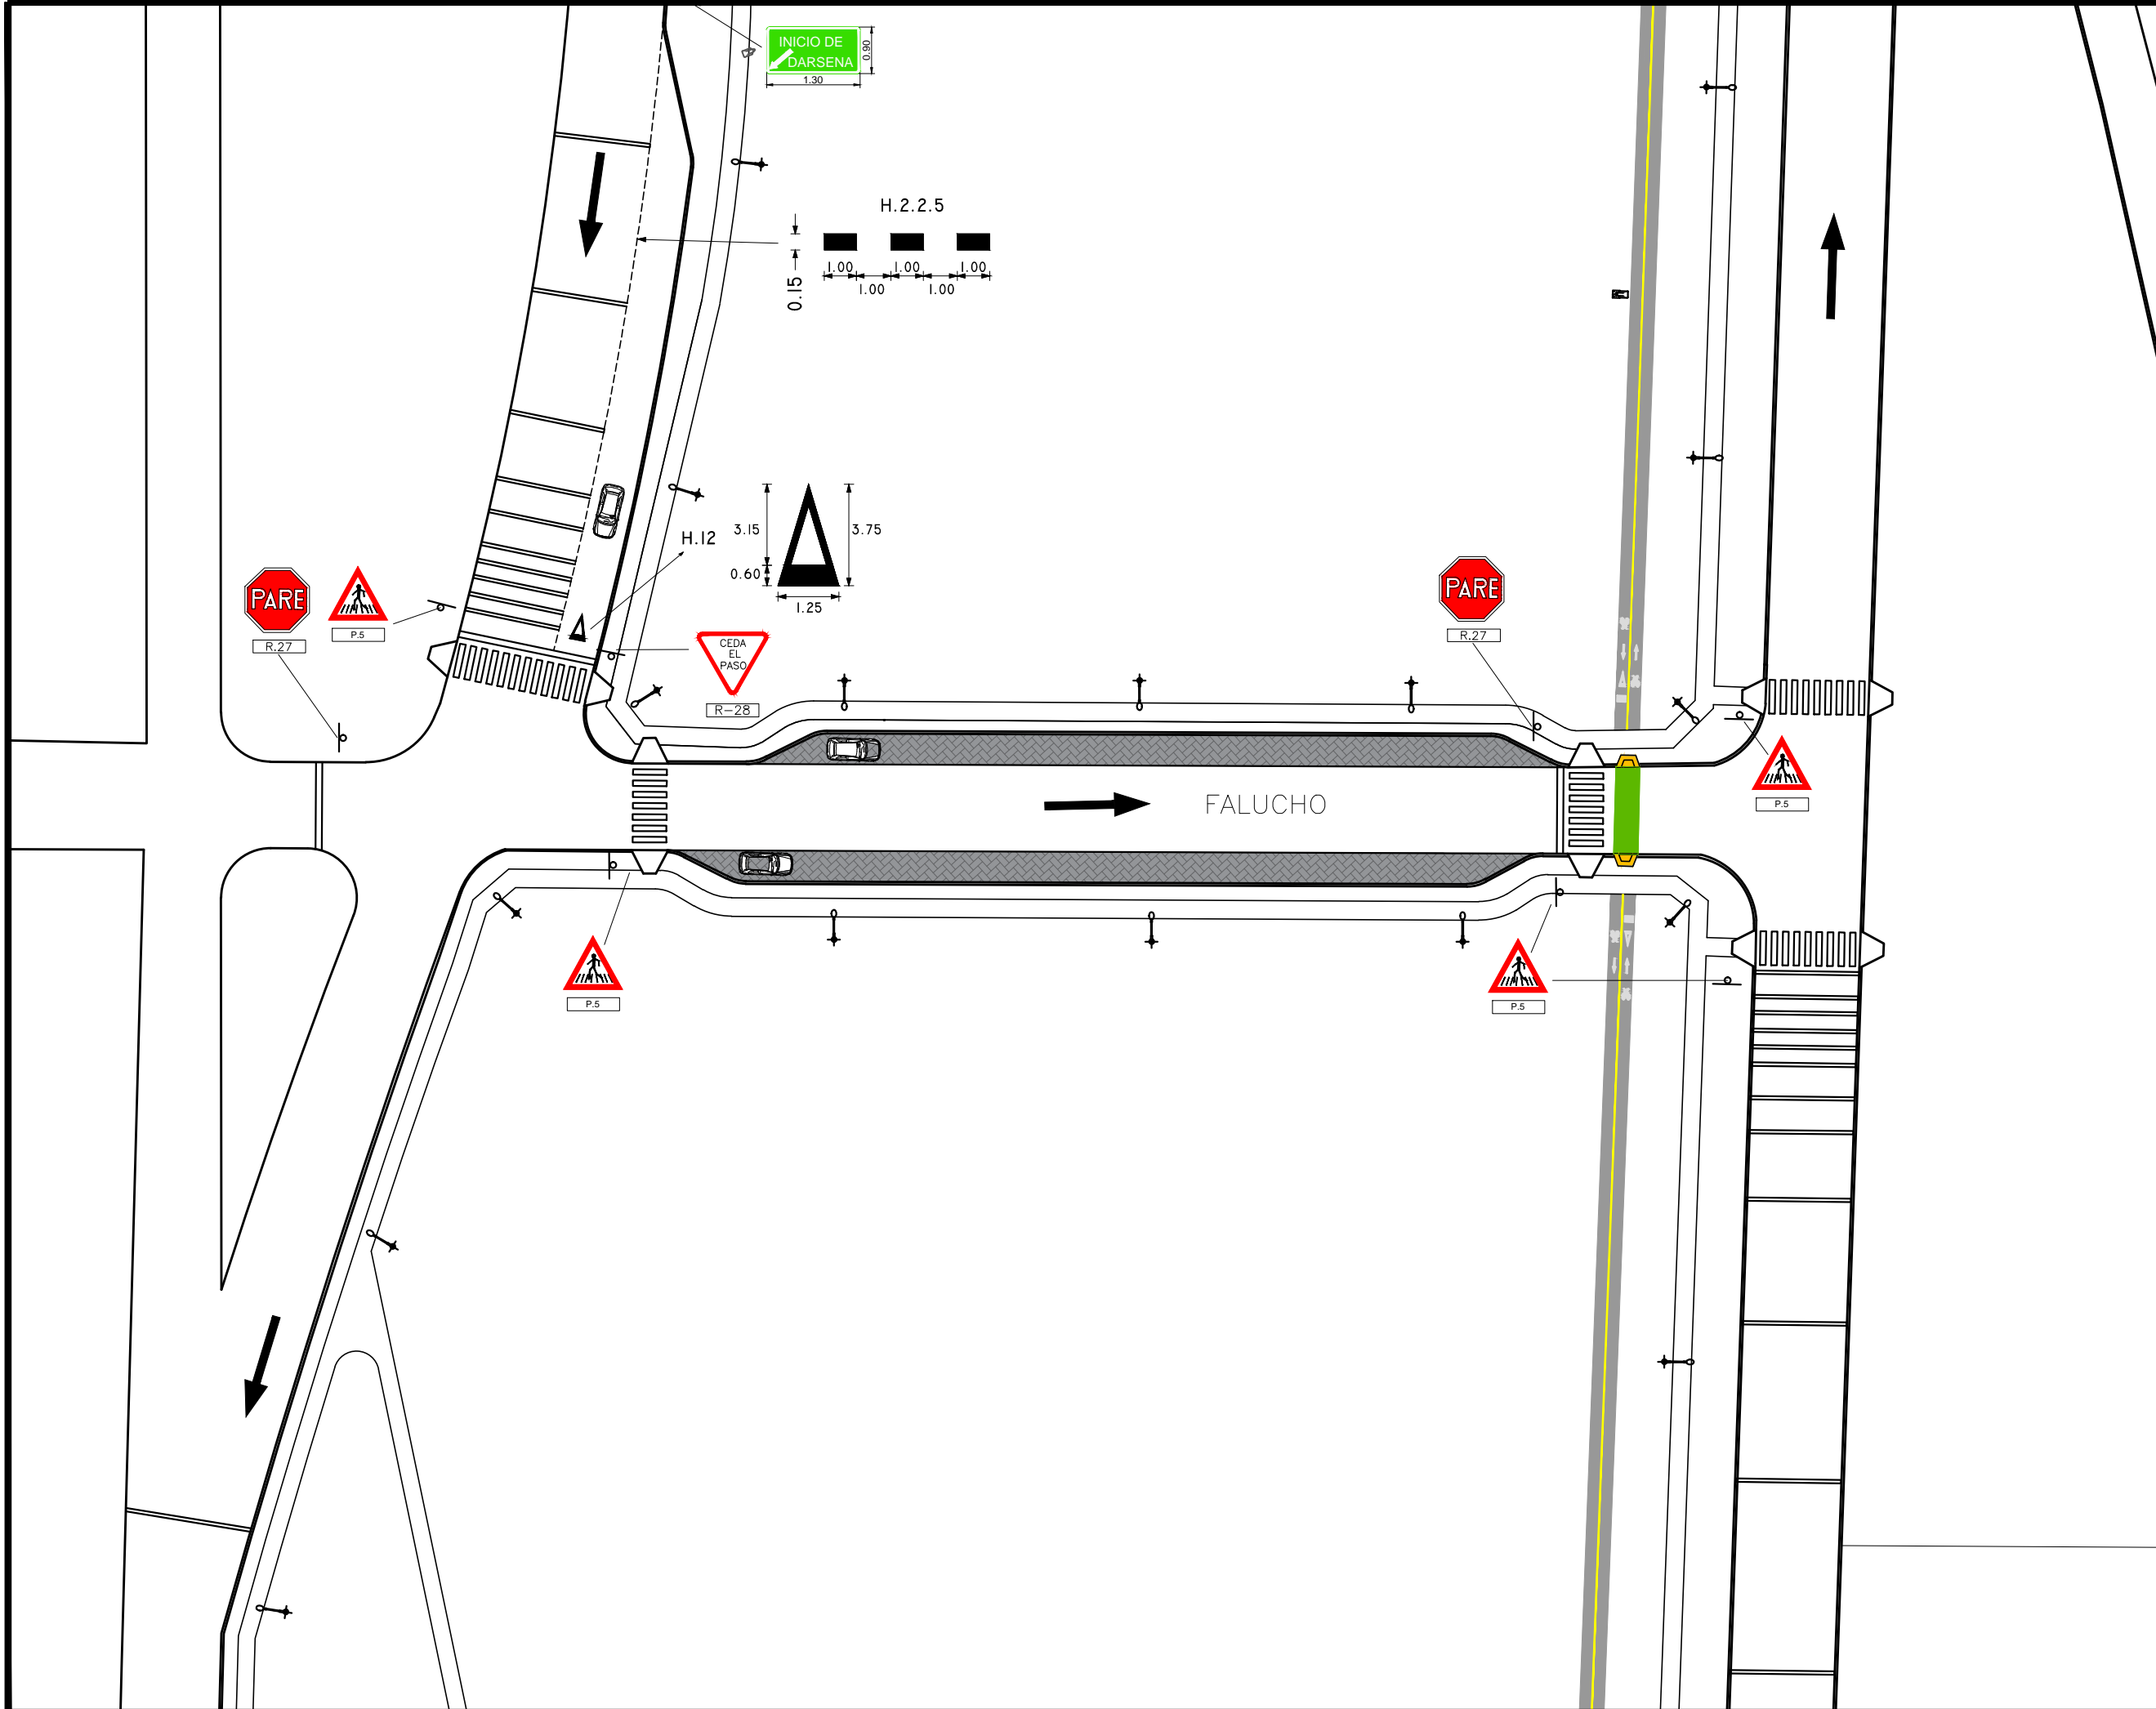 INICIO DE
DARSENA
0.90
1.30
H.2.2.5
1.00 1.00 1.00
1.00 1.00
0.15
3.15
3.75
0.60
1.25
H.12
PARE
R.27
P.5
CEDA
EL
PASO
R-28
PARE
R.27
FALUCHO
P.5
P.5
P.5